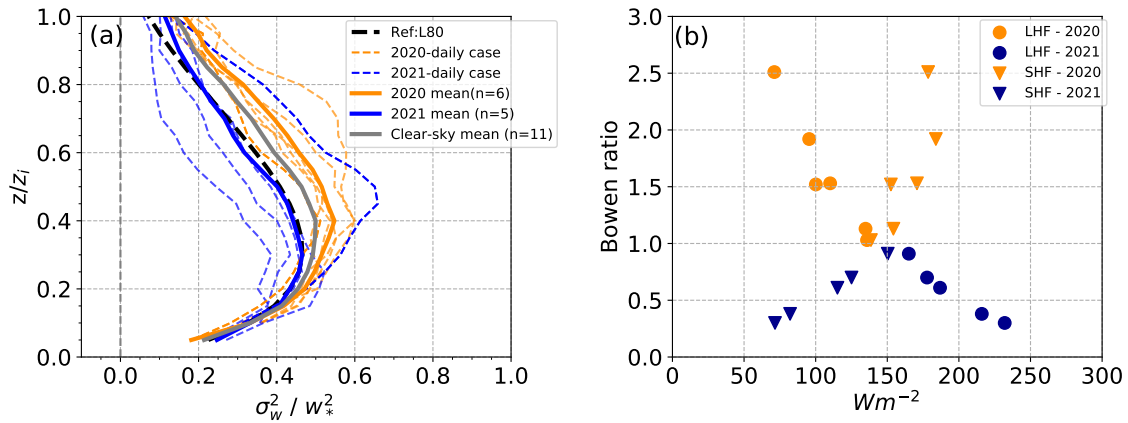 (a)
Ref:L80
2020-daily case
2021-daily case
2020 mean(n=6)
2021 mean (n=5)
Clear-sky mean (n=11)
1.0
0.8
0.6
0.4
0.2
0.0
z/z_i
0.0 0.2 0.4 0.6 0.8 1.0
σ_w^2 / w_*^2
(b)
LHF - 2020
LHF - 2021
SHF - 2020
SHF - 2021
3.0
2.5
2.0
1.5
1.0
0.5
0.0
Bowen ratio
0 50 100 150 200 250 300
Wm^{-2}